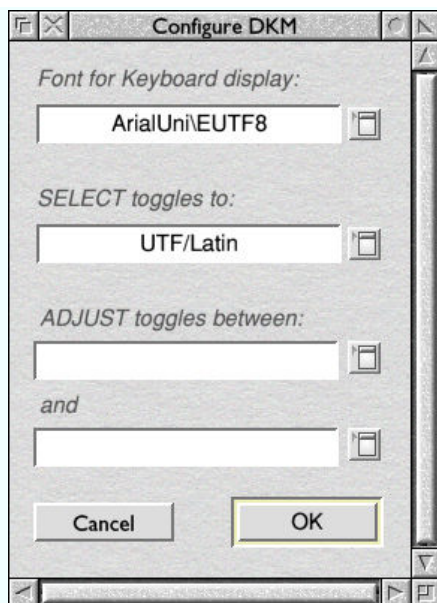 Configure DKM
Font for Keyboard display:
ArialUni\EUTF8
SELECT toggles to:
UTF/Latin
ADJUST toggles between:
and
Cancel
OK